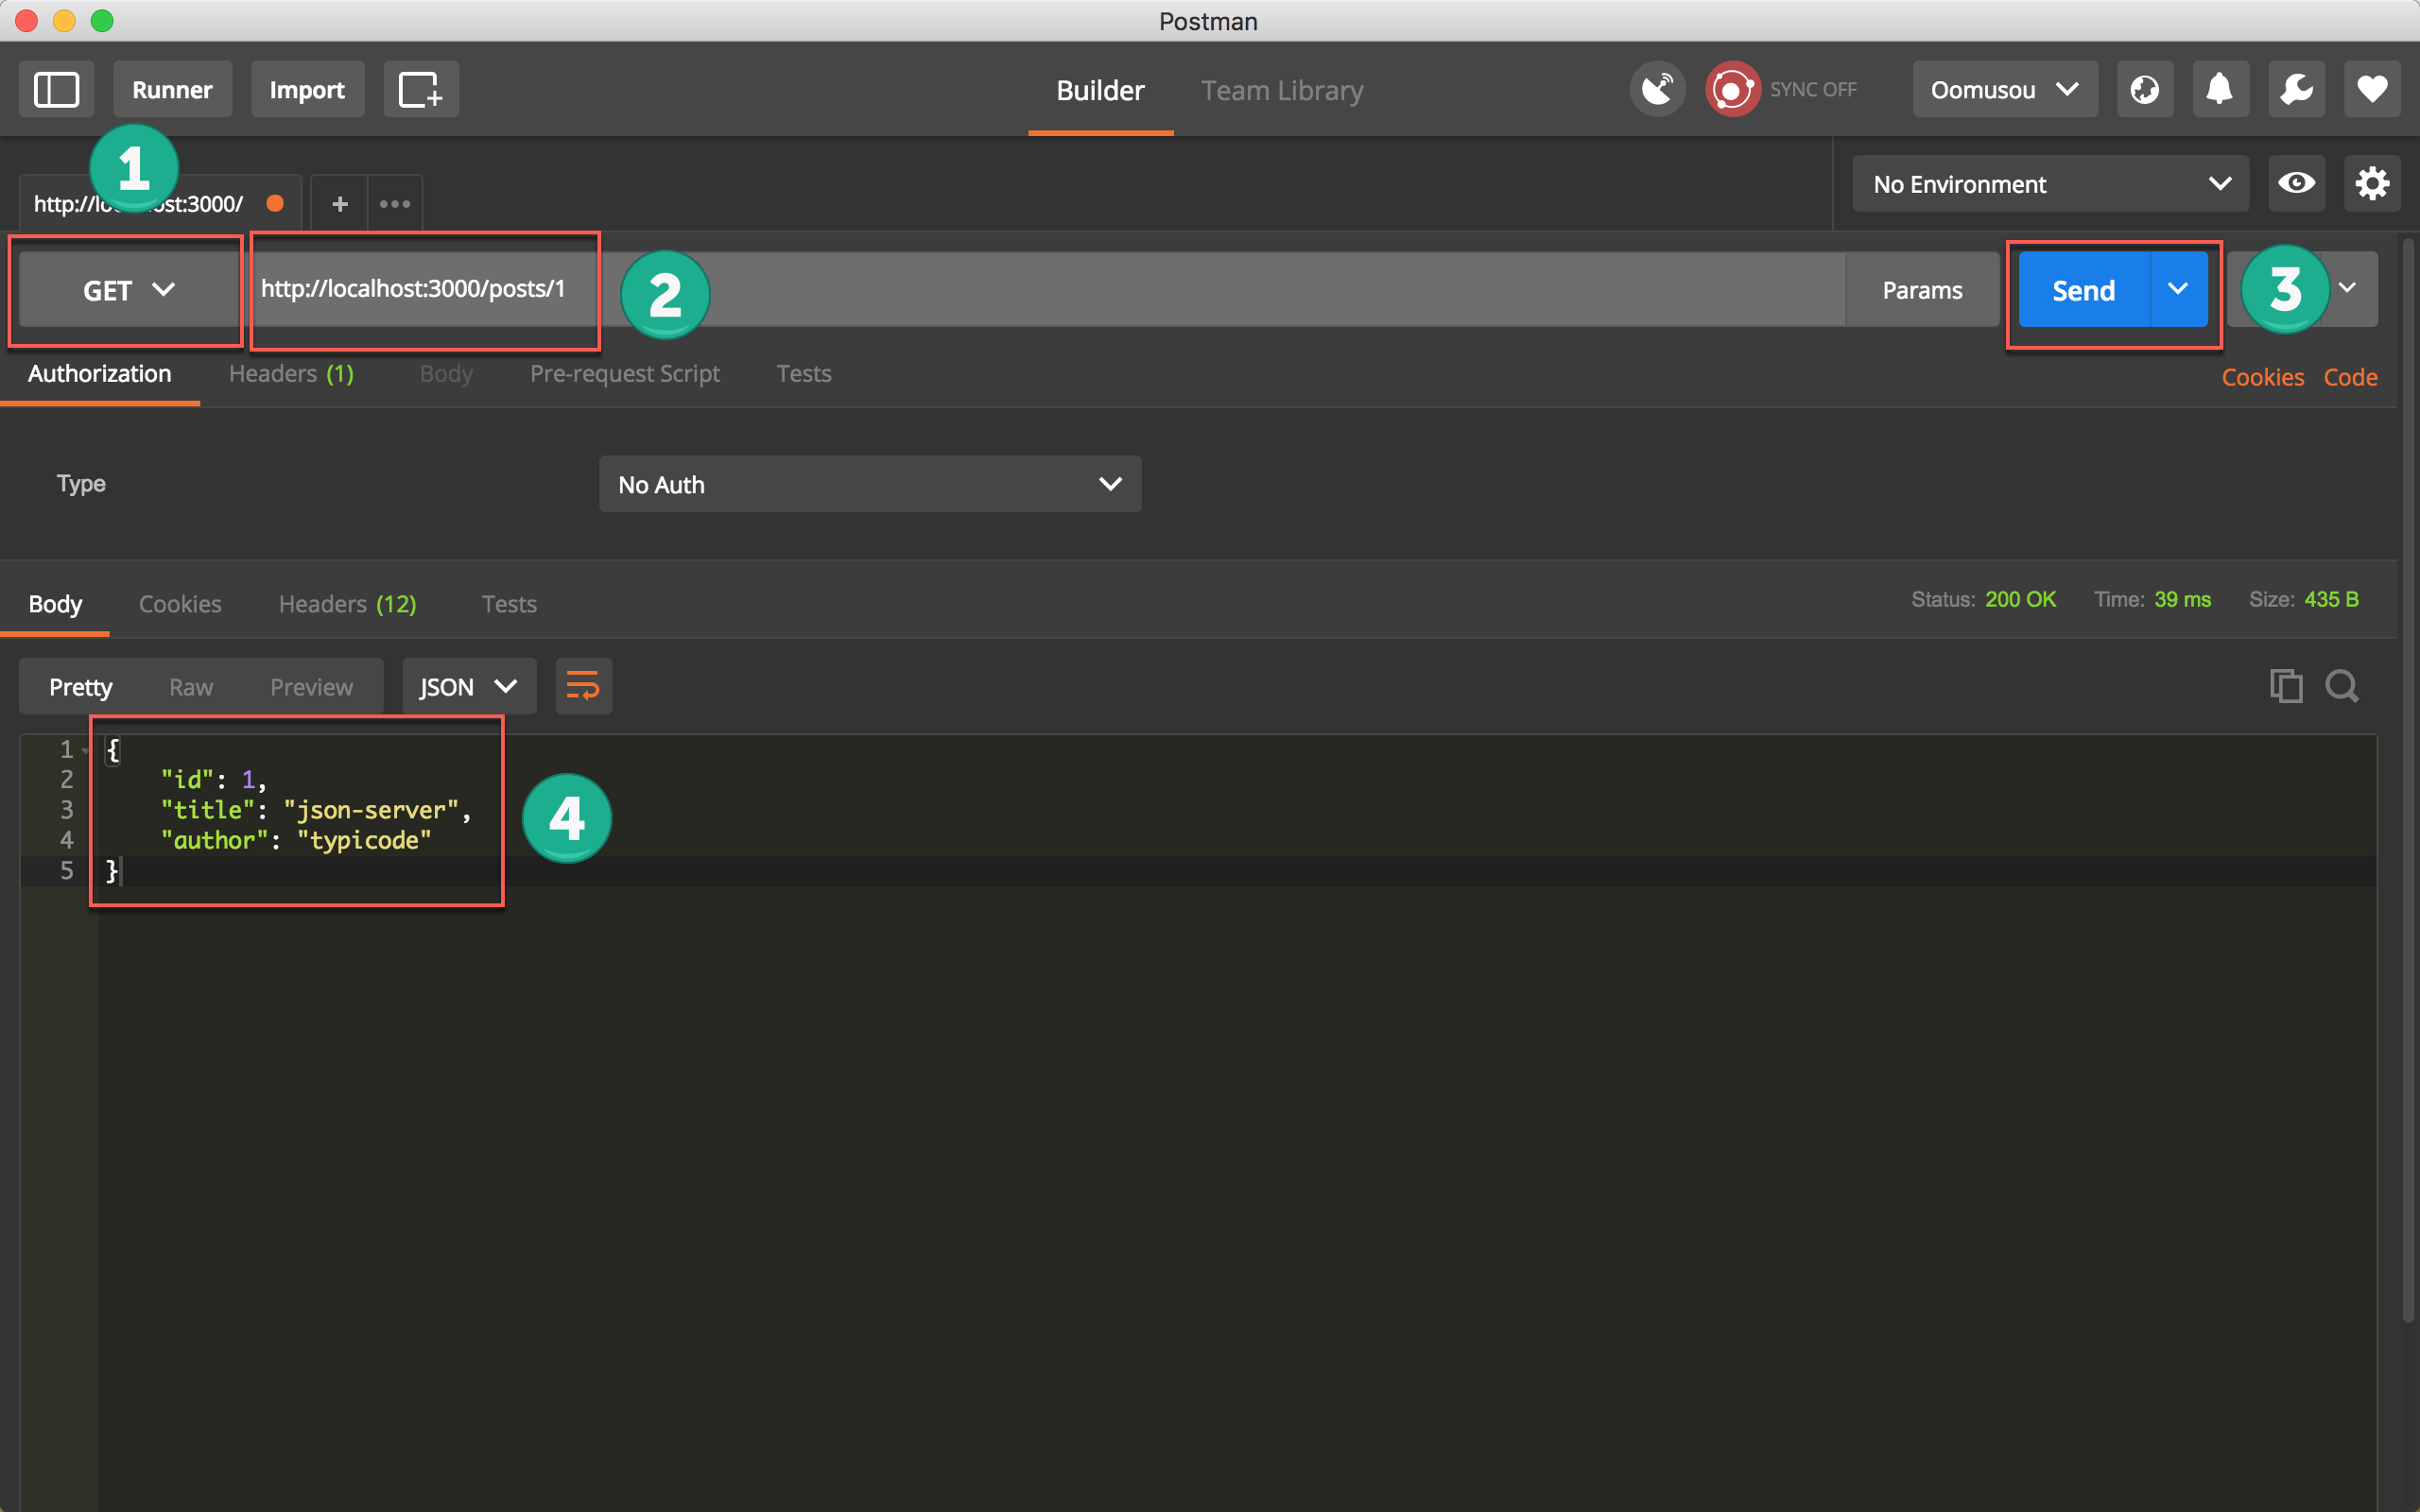 Postman
Runner Import Builder Team Library SYNC OFF Oomusou
1
http://lo st:3000/ + ••• No Environment
GET http://localhost:3000/posts/1 2 Params Send 3
Authorization Headers (1) Body Pre-request Script Tests Cookies Code
Type No Auth
Body Cookies Headers (12) Tests Status: 200 OK Time: 39 ms Size: 435 B
Pretty Raw Preview JSON
1 {
2 "id": 1,
3 "title": "json-server",
4 "author": "typicode"
4
5 }